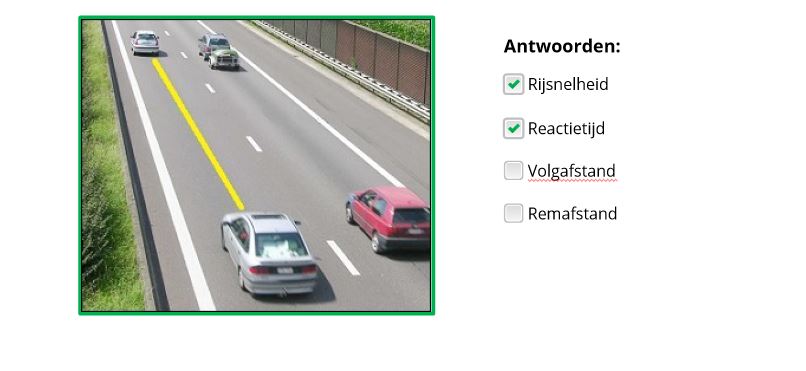 Antwoorden:
Rijsnelheid
Reactietijd
Volgafstand
Remafstand